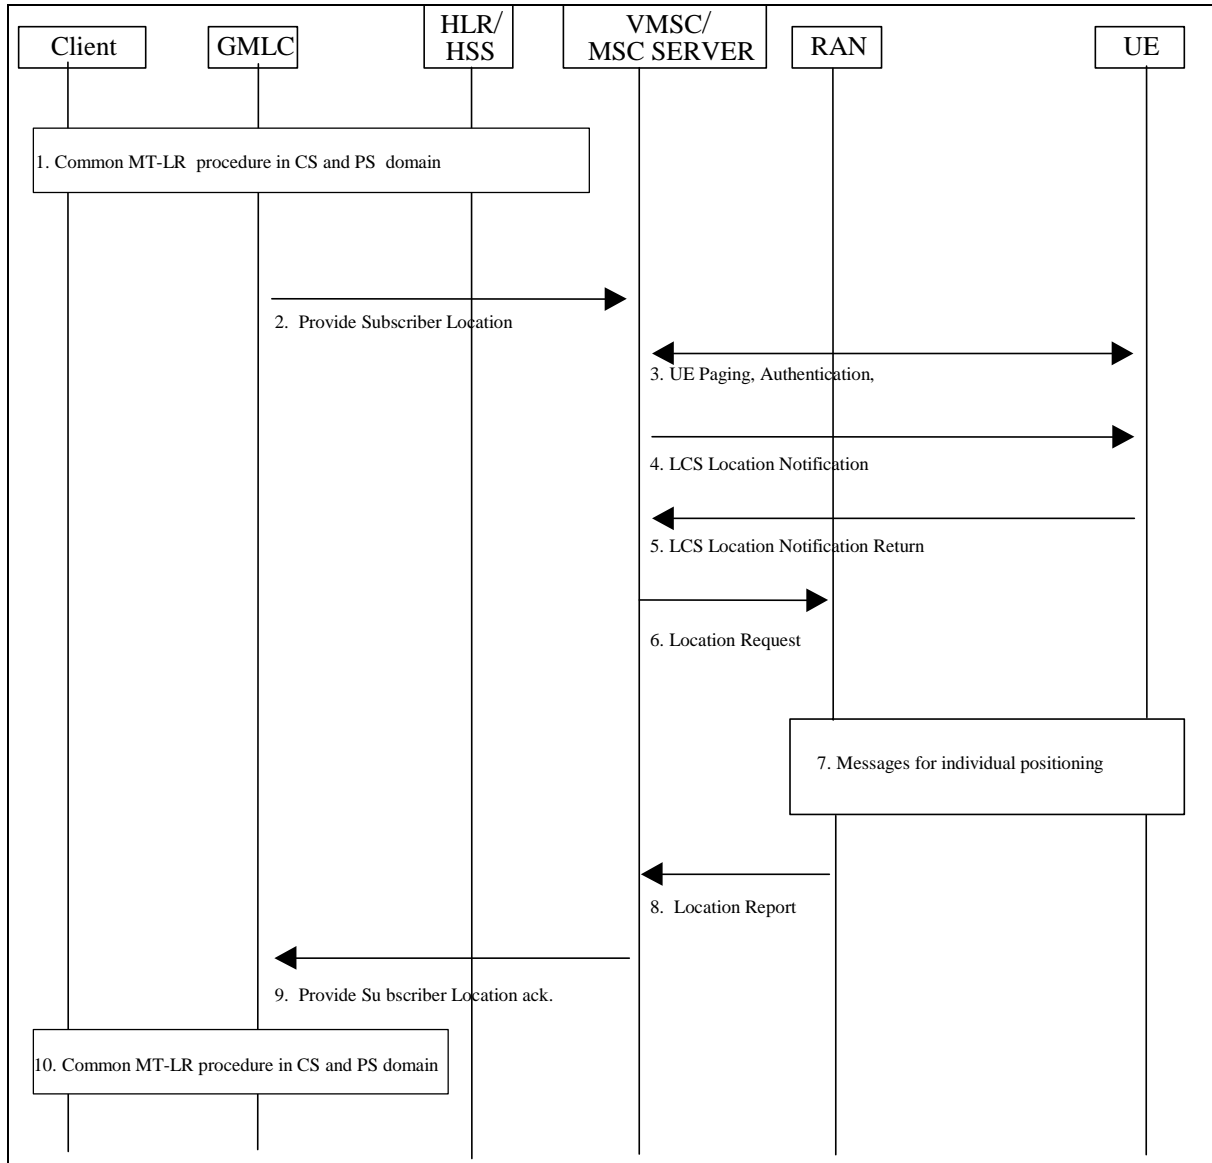 Client
GMLC
HLR/
HSS
VMSC/
MSC SERVER
RAN
UE
1. Common MT-LR procedure in CS and PS domain
2. Provide Subscriber Location
3. UE Paging, Authentication,
4. LCS Location Notification
5. LCS Location Notification Return
6. Location Request
7. Messages for individual positioning
8. Location Report
9. Provide Su bscriber Location ack.
10. Common MT-LR procedure in CS and PS domain